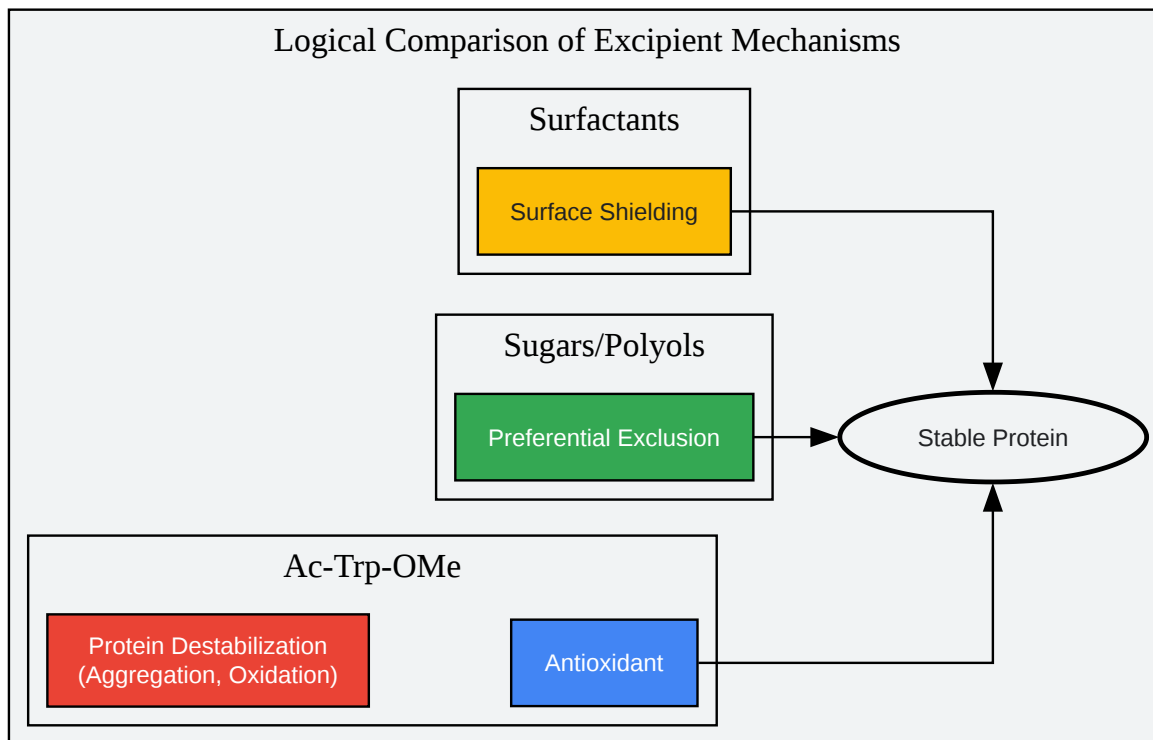 Logical Comparison of Excipient Mechanisms
Surfactants
Surface Shielding
Sugars/Polyols
Preferential Exclusion
Stable Protein
Ac-Trp-OMe
Protein Destabilization
(Aggregation, Oxidation)
Antioxidant